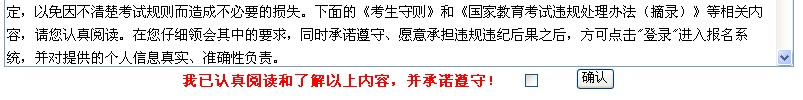 定，以免因不清楚考试规则而造成不必要的损失。下面的《考生守则》和《国家教育考试违规处理办法（摘录）》等相关内
容，请您认真阅读。在您仔细领会其中的要求，同时承诺遵守、愿意承担违规违纪后果之后，方可点击"登录"进入报名系
统，并对提供的个人信息真实、准确性负责。
我已认真阅读和了解以上内容，并承诺遵守！ 确认